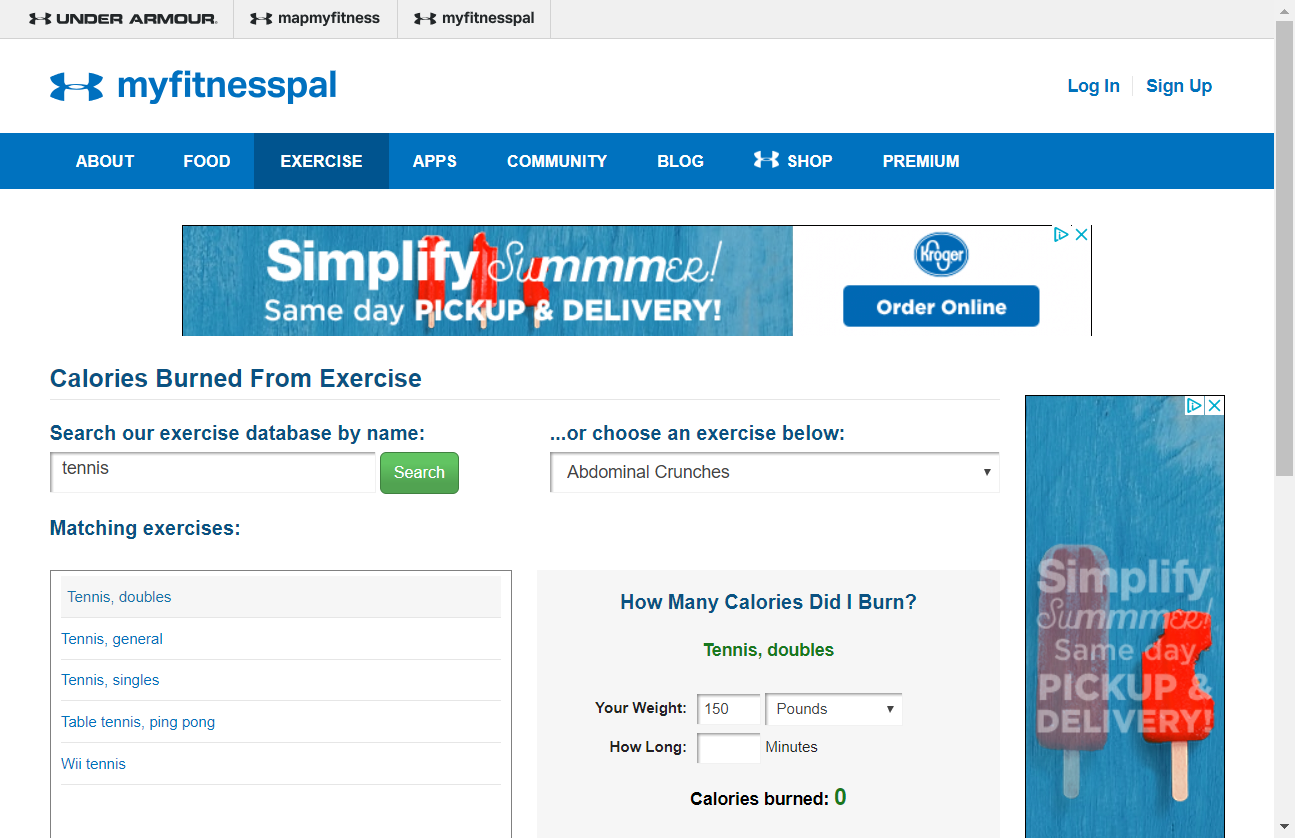 UNDER ARMOUR.
mapmyfitness
myfitnesspal
myfitnesspal
Log In
Sign Up
ABOUT
FOOD
EXERCISE
APPS
COMMUNITY
BLOG
SHOP
PREMIUM
Simplify Summmer!
Same day PICKUP & DELIVERY!
Kroger
Order Online
Calories Burned From Exercise
Search our exercise database by name:
tennis
Search
...or choose an exercise below:
Abdominal Crunches
Matching exercises:
Tennis, doubles
Tennis, general
Tennis, singles
Table tennis, ping pong
Wii tennis
How Many Calories Did I Burn?
Tennis, doubles
Your Weight: 150 Pounds
How Long: Minutes
Calories burned: 0
Simplify
Summmer!
Same day
PICKUP &
DELIVERY!